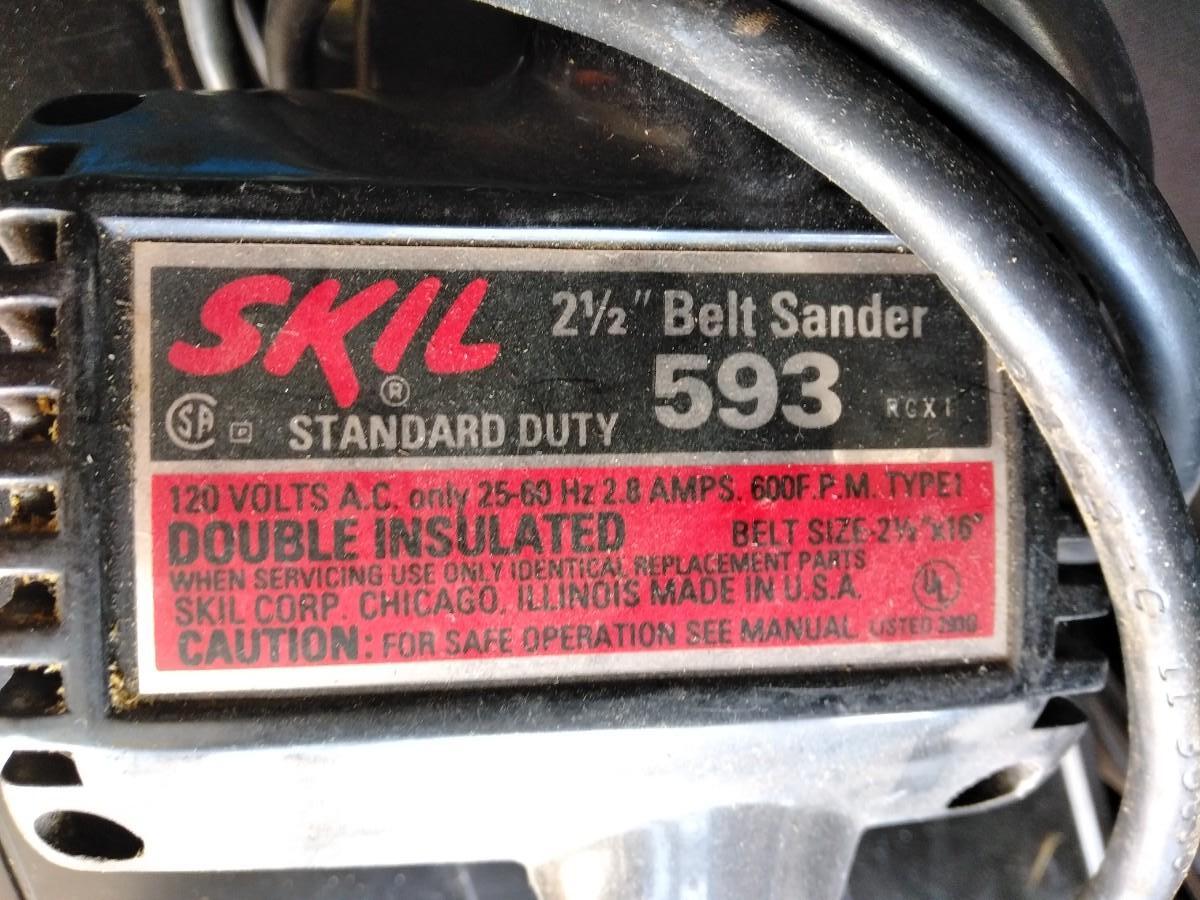 SKIL
®
2½" Belt Sander
593
SA
STANDARD DUTY
120 VOLTS A.C. only 25-60 Hz 2.8 AMPS. 600F.P.M. TYPE1
DOUBLE INSULATED BELT SIZE-2½"x16"
WHEN SERVICING USE ONLY IDENTICAL REPLACEMENT PARTS
SKIL CORP. CHICAGO, ILLINOIS MADE IN U.S.A.
UL
CAUTION: FOR SAFE OPERATION SEE MANUAL LISTED